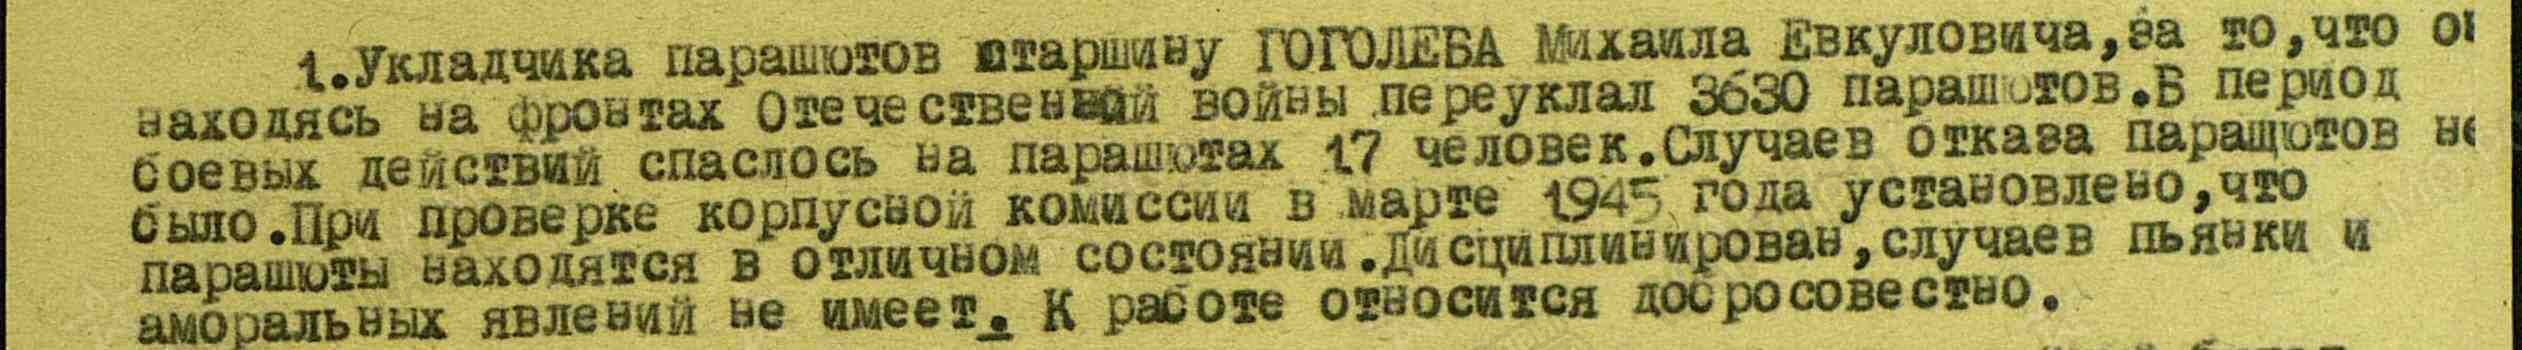 1.Укладчика парашютов старшину ГОГОЛЕВА Михаила Евкуловича,за то,что
находясь на фронтах Отечественной войны переуклал 3630 парашютов.В период
боевых действий спаслось на парашютах 17 человек.Случаев отказа паращютов не
было.При проверке корпусной комиссии в марте 1945 года установлено,что
парашюты находятся в отличном состоянии.Дисциплинирован,случаев пьянки и
аморальных явлений не имеет. К работе относится добросовестно.